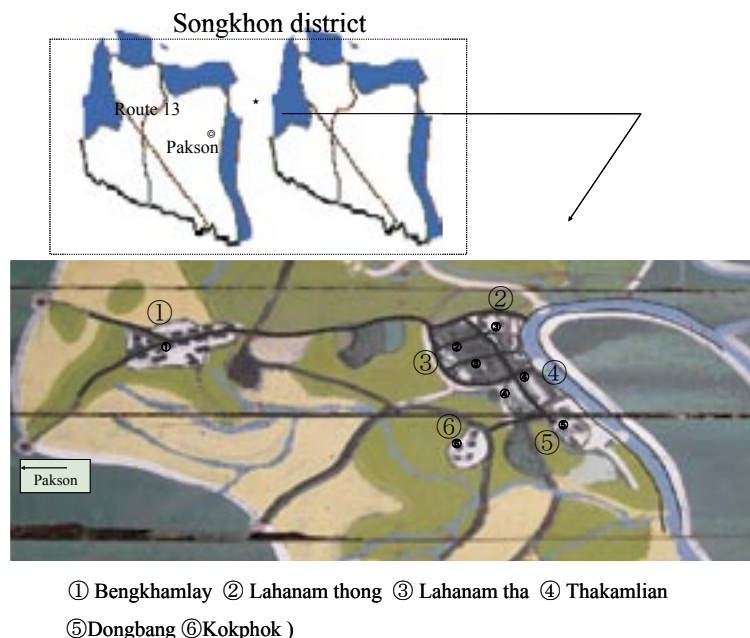 Songkhon district
Route 13
Pakson
①
②
③
④
⑤
⑥
Pakson
① Bengkhamlay ② Lahanam thong ③ Lahanam tha ④ Thakamlian
⑤Dongbang ⑥Kokphok )